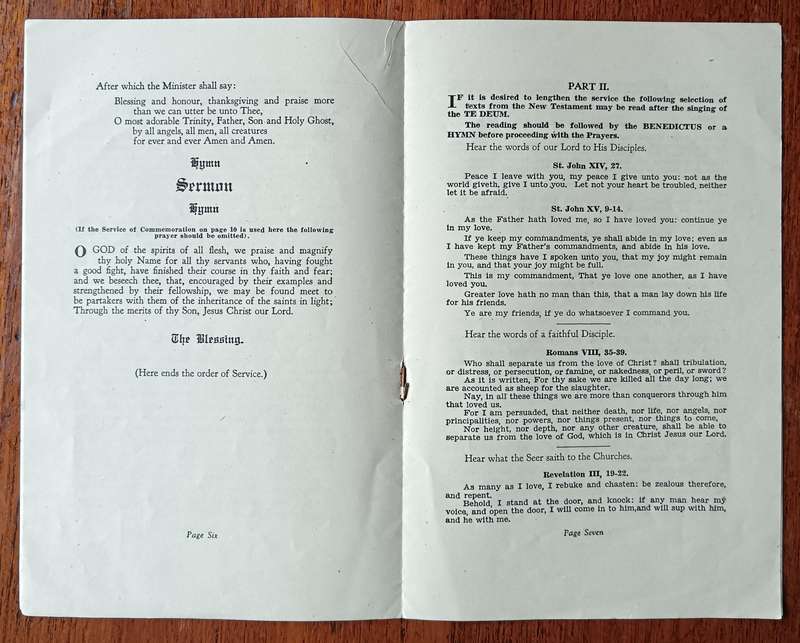 After which the Minister shall say:
Blessing and honour, thanksgiving and praise more
than we can utter be unto Thee,
O most adorable Trinity, Father, Son and Holy Ghost,
by all angels, all men, all creatures
for ever and ever Amen and Amen.
Hymn
Sermon
Hymn
(If the Service of Commemoration on page 10 is used here the following
prayer should be omitted).
O GOD of the spirits of all flesh, we praise and magnify
thy holy Name for all thy servants who, having fought
a good fight, have finished their course in thy faith and fear;
and we beseech thee, that, encouraged by their examples and
strengthened by their fellowship, we may be found meet to
be partakers with them of the inheritance of the saints in light;
Through the merits of thy Son, Jesus Christ our Lord.
The Blessing.
(Here ends the order of Service.)
Page Six
PART II.
IF it is desired to lengthen the service the following selection of
texts from the New Testament may be read after the singing of
the TE DEUM.
The reading should be followed by the BENEDICTUS or a
HYMN before proceeding with the Prayers.
Hear the words of our Lord to His Disciples.
St. John XIV, 27.
Peace I leave with you, my peace I give unto you: not as the
world giveth, give I unto you. Let not your heart be troubled, neither
let it be afraid.
St. John XV, 9-14.
As the Father hath loved me, so I have loved you: continue ye
in my love.
If ye keep my commandments, ye shall abide in my love; even as
I have kept my Father's commandments, and abide in his love.
These things have I spoken unto you, that my joy might remain
in you, and that your joy might be full.
This is my commandment, That ye love one another, as I have
loved you.
Greater love hath no man than this, that a man lay down his life
for his friends.
Ye are my friends, if ye do whatsoever I command you.
Hear the words of a faithful Disciple.
Romans VIII, 35-39.
Who shall separate us from the love of Christ? shall tribulation,
or distress, or persecution, or famine, or nakedness, or peril, or sword?
As it is written, For thy sake we are killed all the day long; we
are accounted as sheep for the slaughter.
Nay, in all these things we are more than conquerors through him
that loved us.
For I am persuaded, that neither death, nor life, nor angels, nor
principalities, nor powers, nor things present, nor things to come,
Nor height, nor depth, nor any other creature, shall be able to
separate us from the love of God, which is in Christ Jesus our Lord.
Hear what the Seer saith to the Churches.
Revelation III, 19-22.
As many as I love, I rebuke and chasten: be zealous therefore,
and repent.
Behold, I stand at the door, and knock: if any man hear my
voice, and open the door, I will come in to him,and will sup with him,
and he with me.
Page Seven